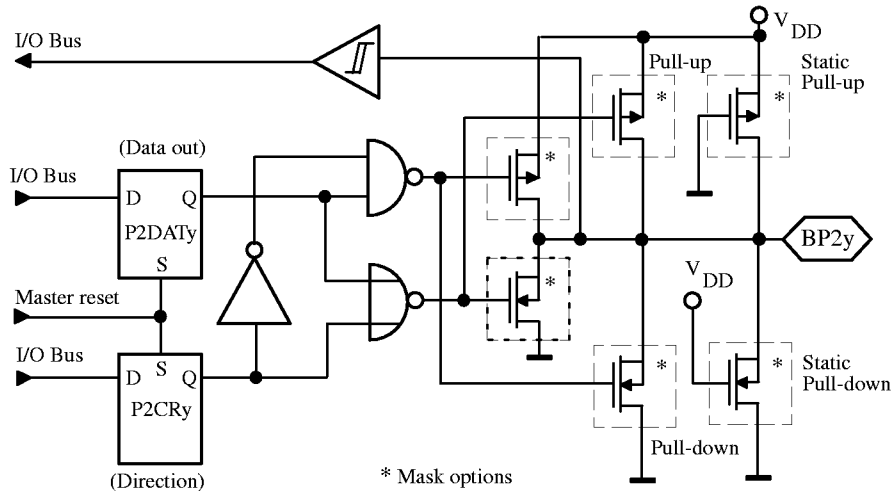 I/O Bus
V DD
Pull-up
Static
Pull-up
*
*
(Data out)
*
I/O Bus
D Q
P2DATy
S
BP2y
*
V DD
Master reset
I/O Bus
S
D Q
P2CRy
*
*
Static
Pull-down
Pull-down
(Direction)
* Mask options